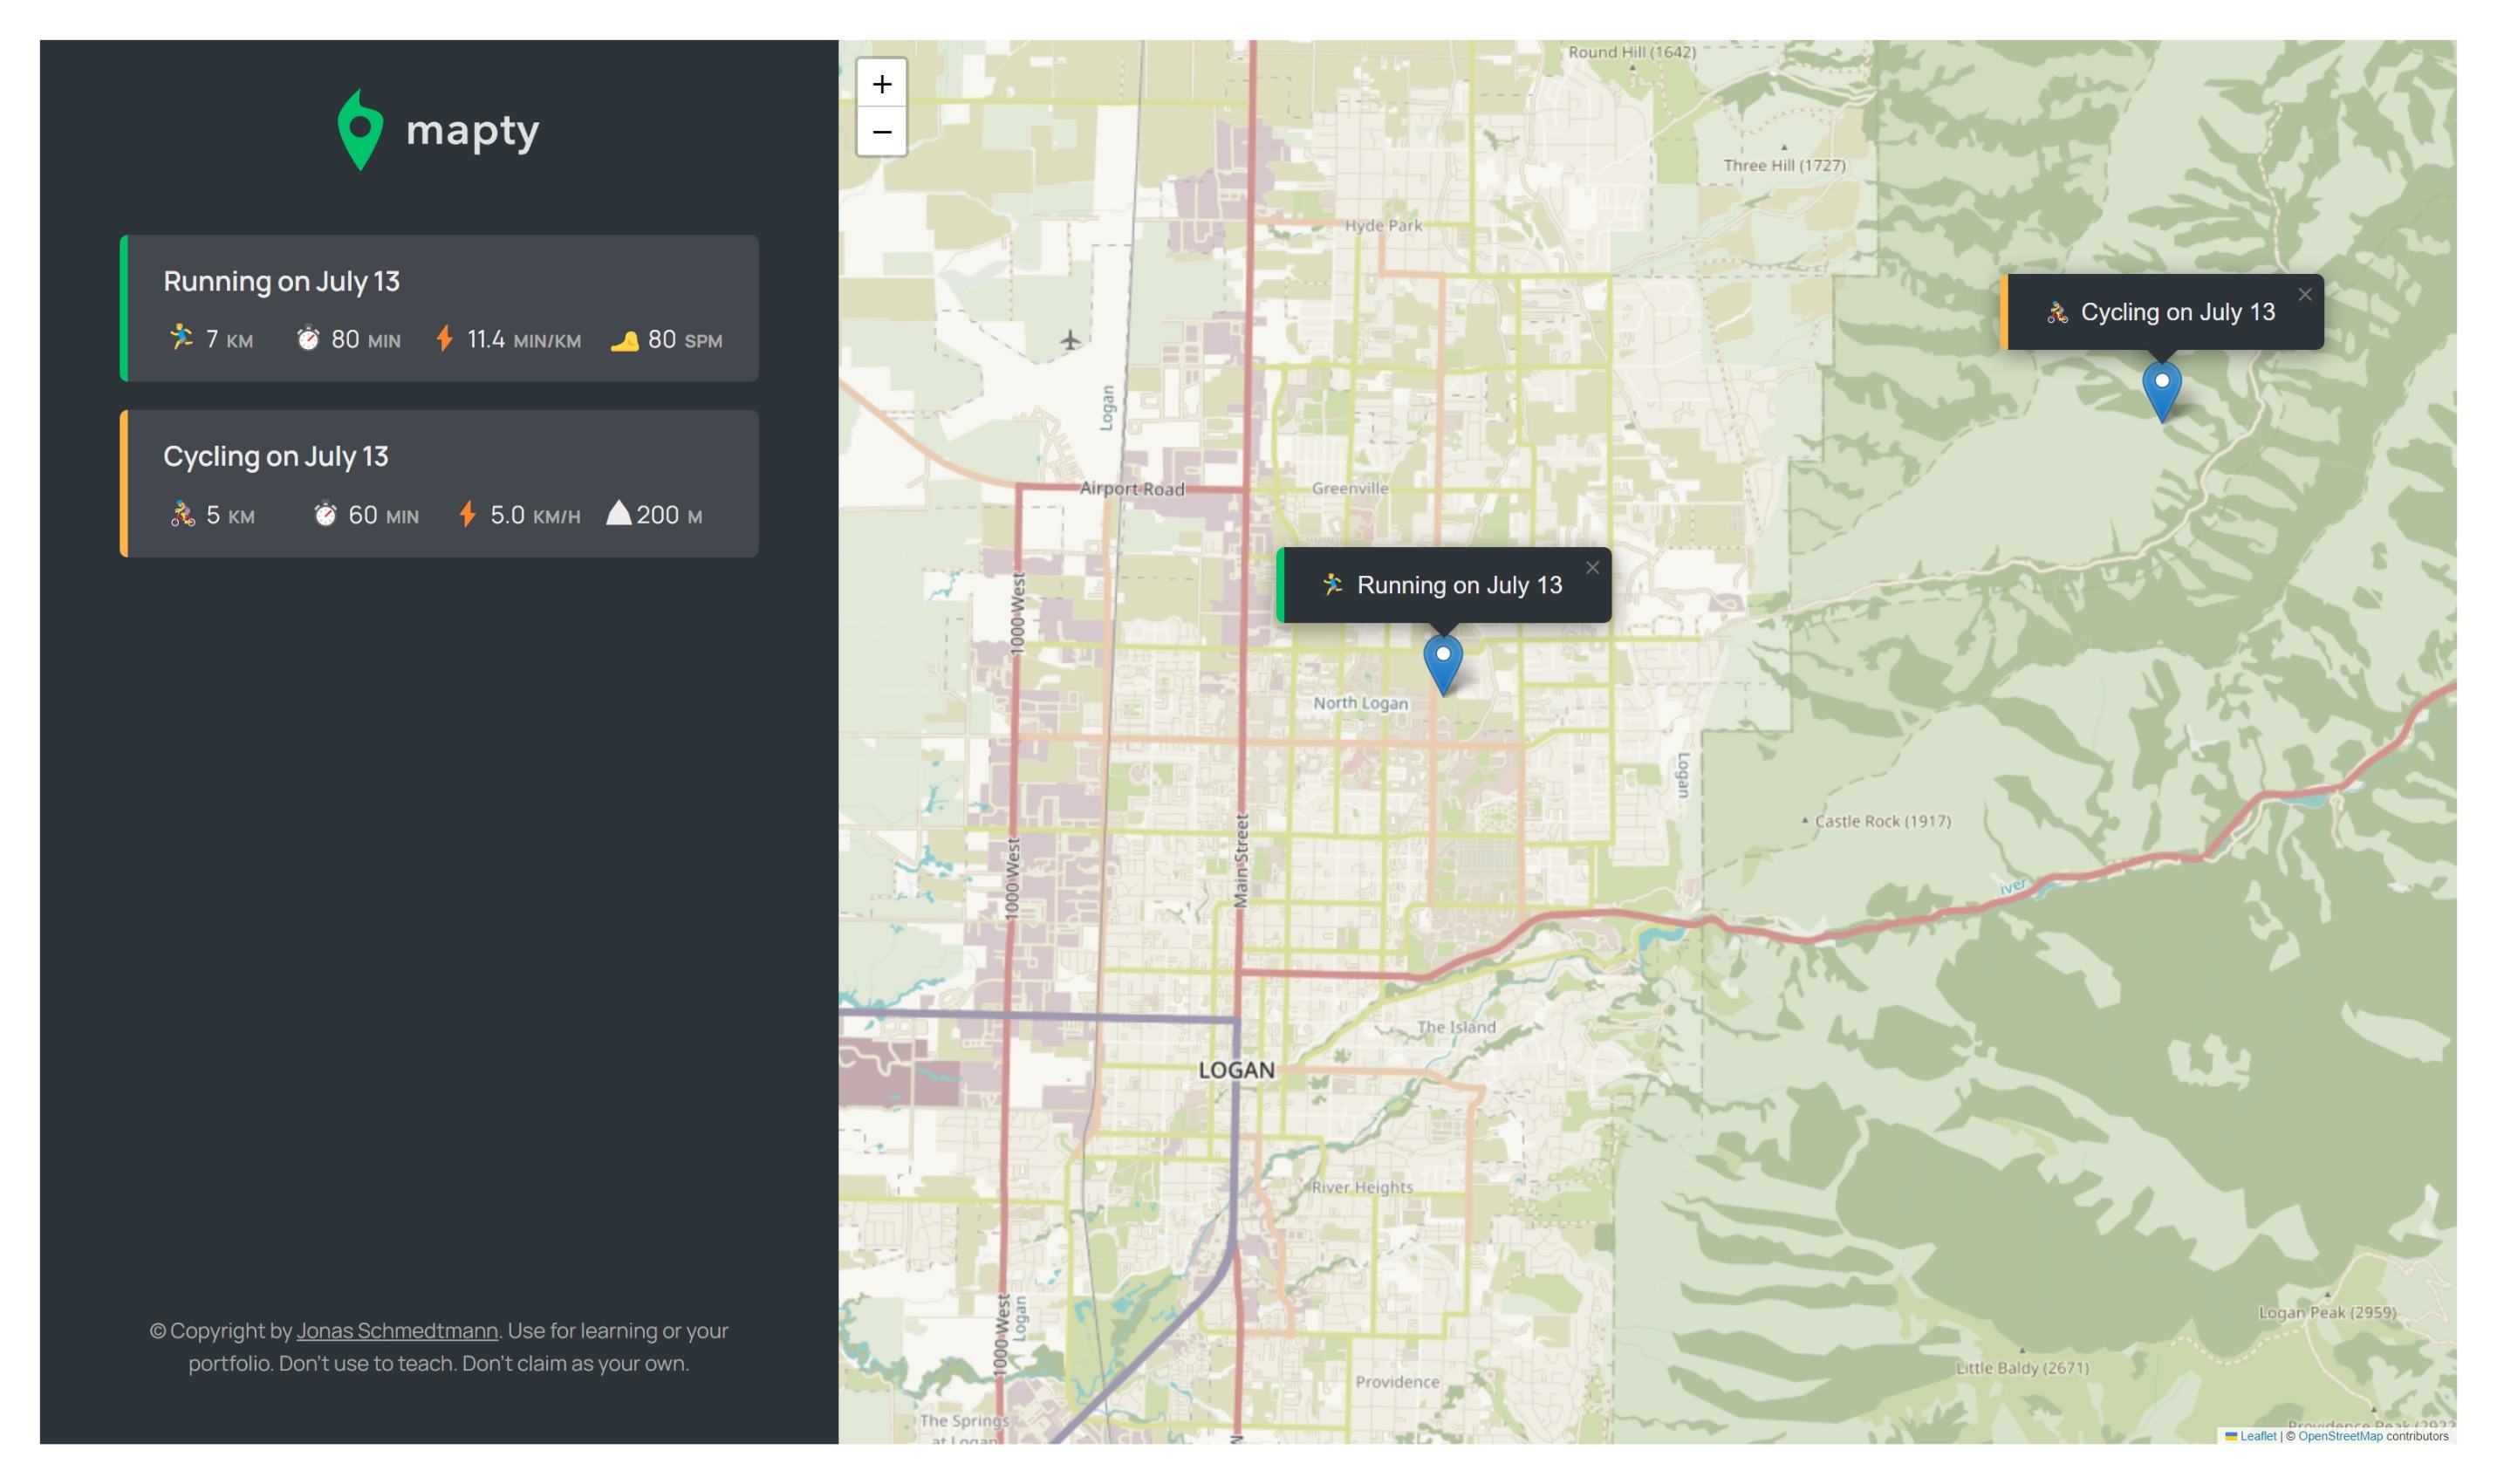 mapty
Running on July 13
7 KM 80 MIN 11.4 MIN/KM 80 SPM
Cycling on July 13
5 KM 60 MIN 5.0 KM/H 200 M
© Copyright by Jonas Schmedtmann. Use for learning or your
portfolio. Don't use to teach. Don't claim as your own.
+
−
Round Hill (1642)
Three Hill (1727)
Hyde Park
Cycling on July 13 ×
Logan
Airport Road
Greenville
Running on July 13 ×
1000 West
North Logan
Logan
Castle Rock (1917)
Main Street
1000 West
iver
The Island
LOGAN
River Heights
1000 West
Logan
Logan Peak (2959)
Little Baldy (2671)
Providence
The Springs
at Logan
Providence Peak (2922
Leaflet | © OpenStreetMap contributors